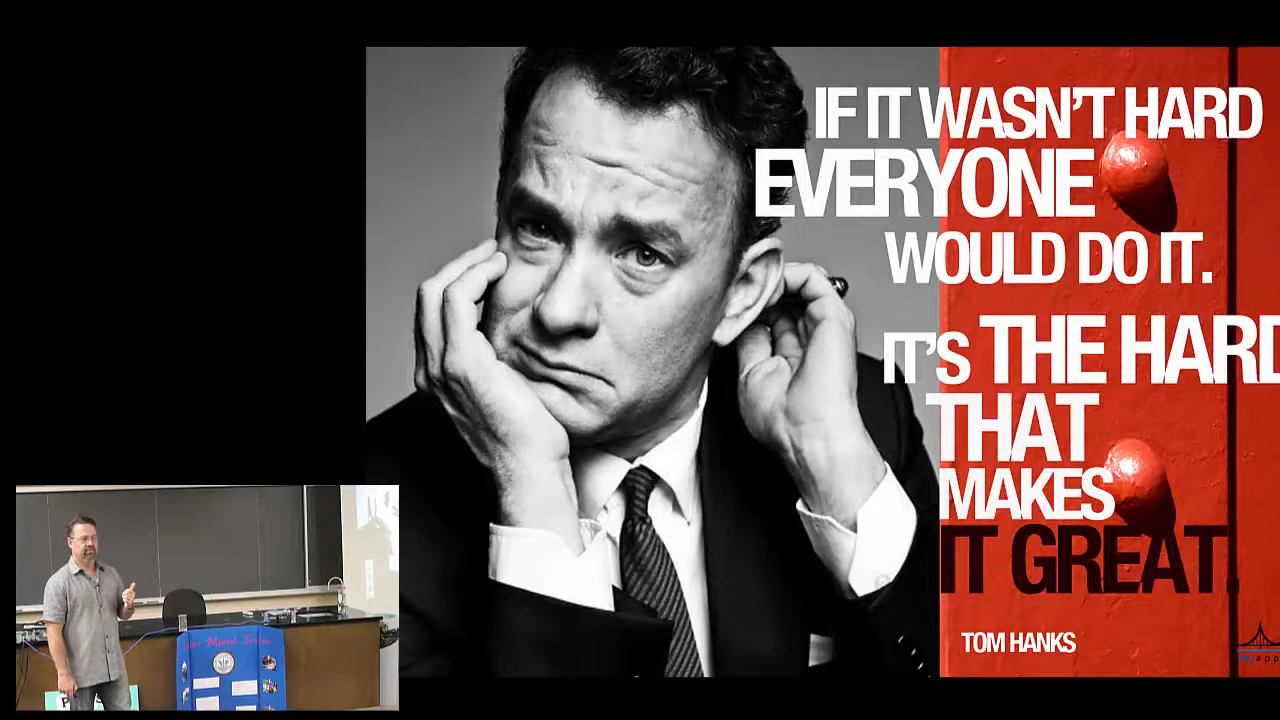 IF IT WASN'T HARD
EVERYONE
WOULD DO IT.
IT'S THE HARD
THAT
MAKES
IT GREAT.
TOM HANKS